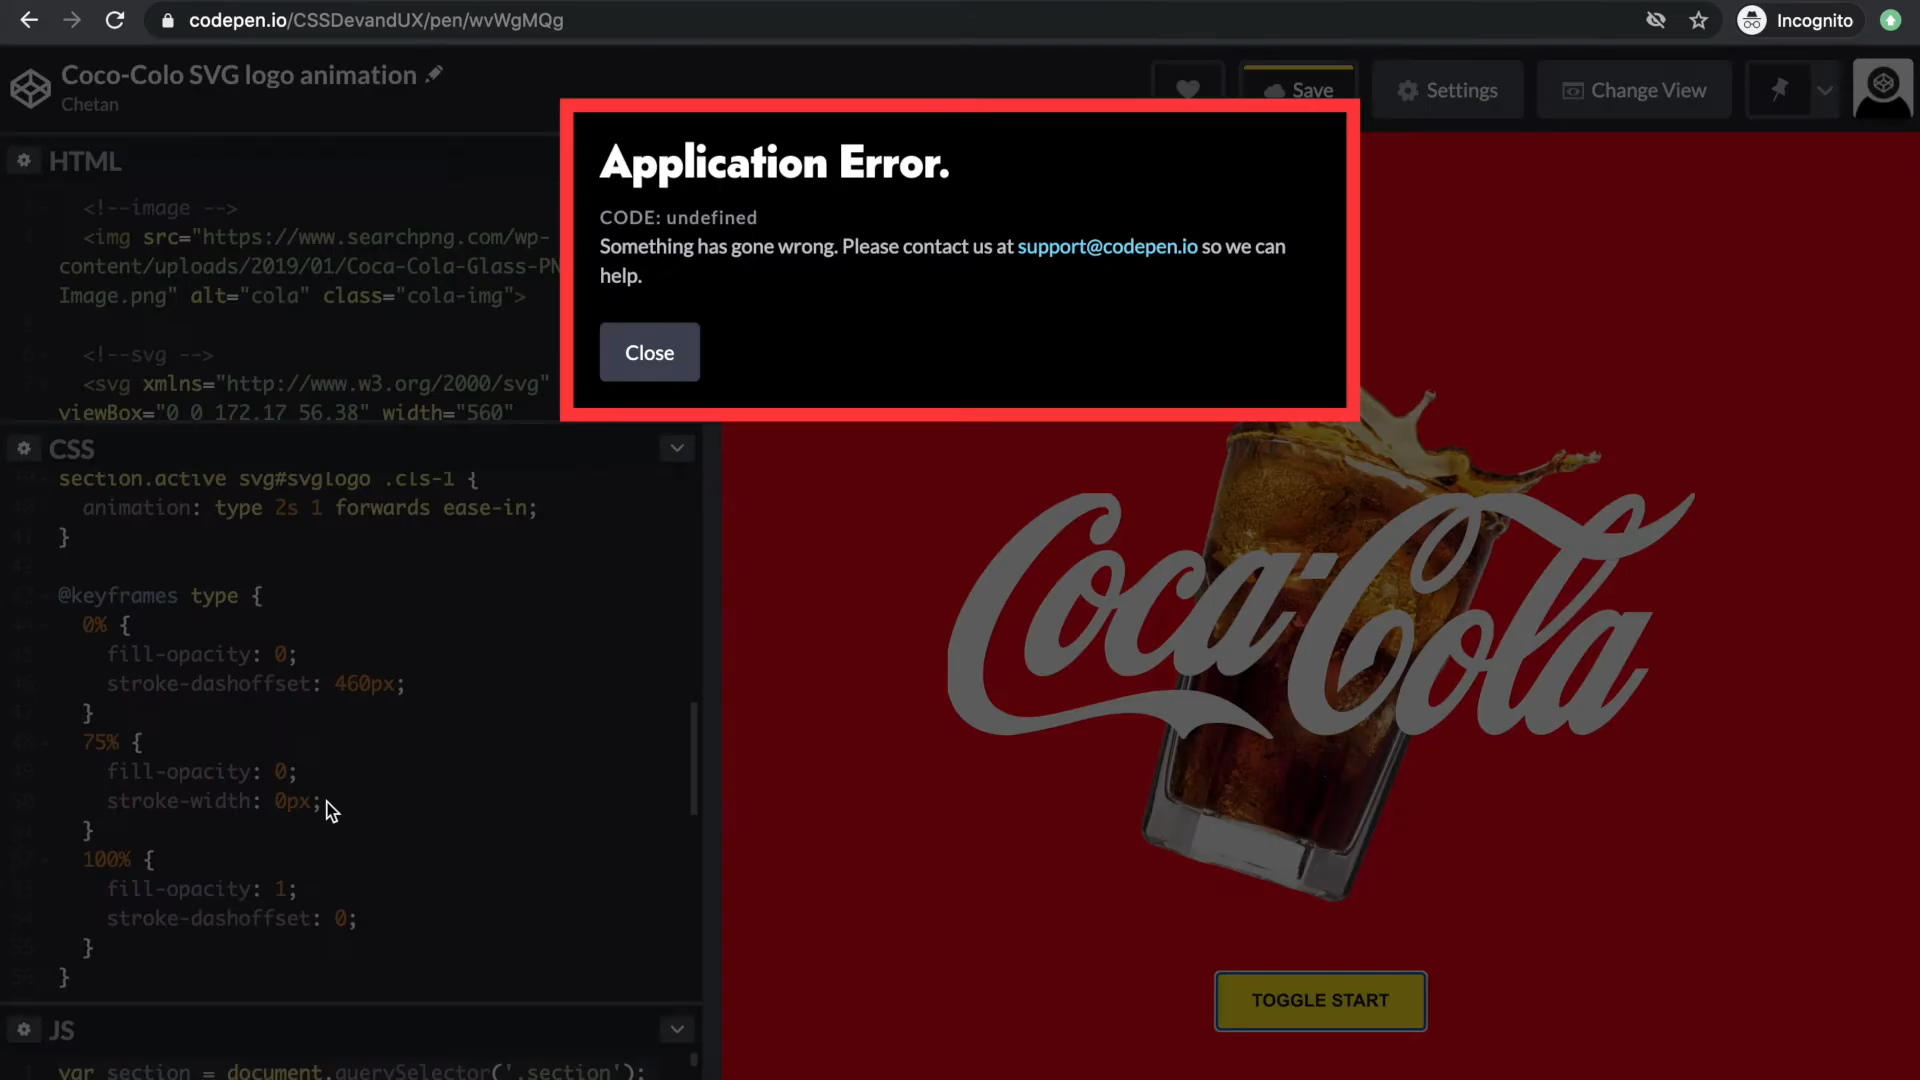 codepen.io/CSSDevandUX/pen/wvWgMQg
Incognito
Coco-Colo SVG logo animation
Chetan
Save
Settings
Change View
HTML
<!--image -->
<img src="https://www.searchpng.com/wp-
content/uploads/2019/01/Coca-Cola-Glass-PN
Image.png" alt="cola" class="cola-img">
<!--svg -->
<svg xmlns="http://www.w3.org/2000/svg"
viewBox="0 0 172.17 56.38" width="560"
Application Error.
CODE: undefined
Something has gone wrong. Please contact us at support@codepen.io so we can
help.
Close
CSS
section.active svg#svglogo .cls-1 {
animation: type 2s 1 forwards ease-in;
}
@keyframes type {
0% {
fill-opacity: 0;
stroke-dashoffset: 460px;
}
75% {
fill-opacity: 0;
stroke-width: 0px;
}
100% {
fill-opacity: 1;
stroke-dashoffset: 0;
}
}
JS
var section = document.querySelector('.section');
Coca-Cola
TOGGLE START